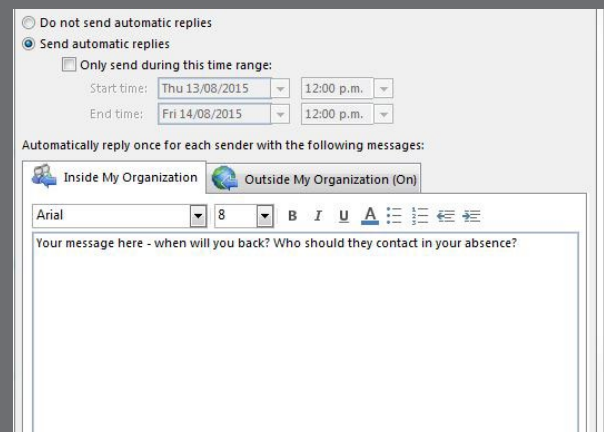 Do not send automatic replies
Send automatic replies
Only send during this time range:
Start time: Thu 13/08/2015 12:00 p.m.
End time: Fri 14/08/2015 12:00 p.m.
Automatically reply once for each sender with the following messages:
Inside My Organization Outside My Organization (On)
Arial 8 B I U A
Your message here - when will you back? Who should they contact in your absence?